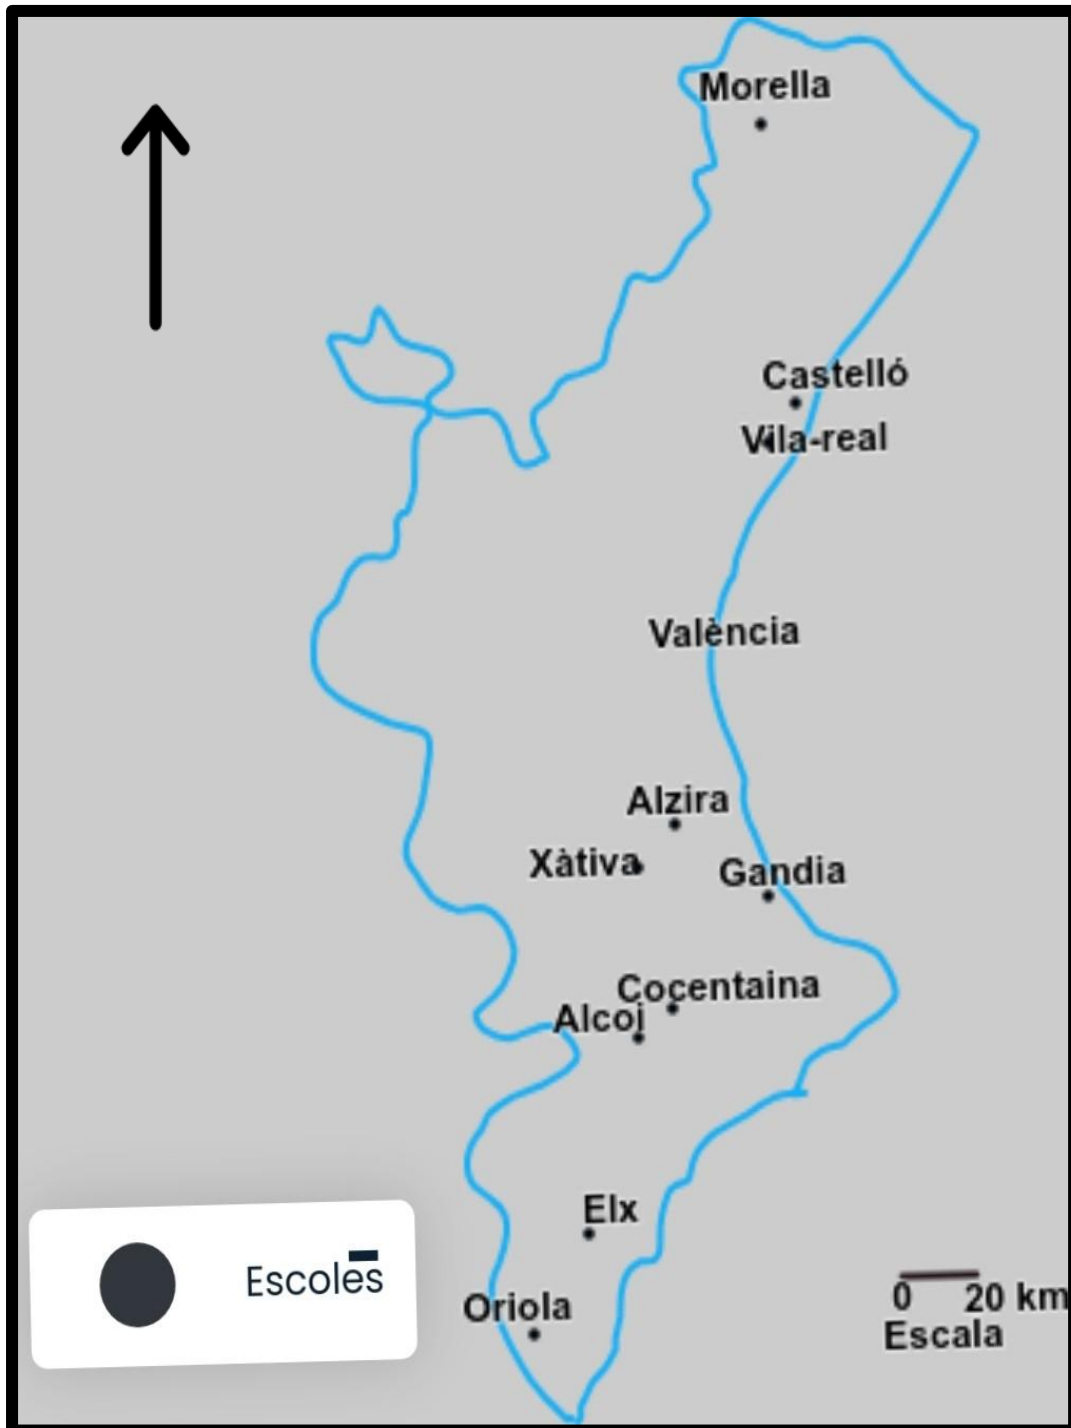 Morella
Castelló
Vila-real
València
Alzira
Xàtiva
Gandia
Cocentaina
Alcoi
Elx
Escoles
Oriola
0 20 km
Escala